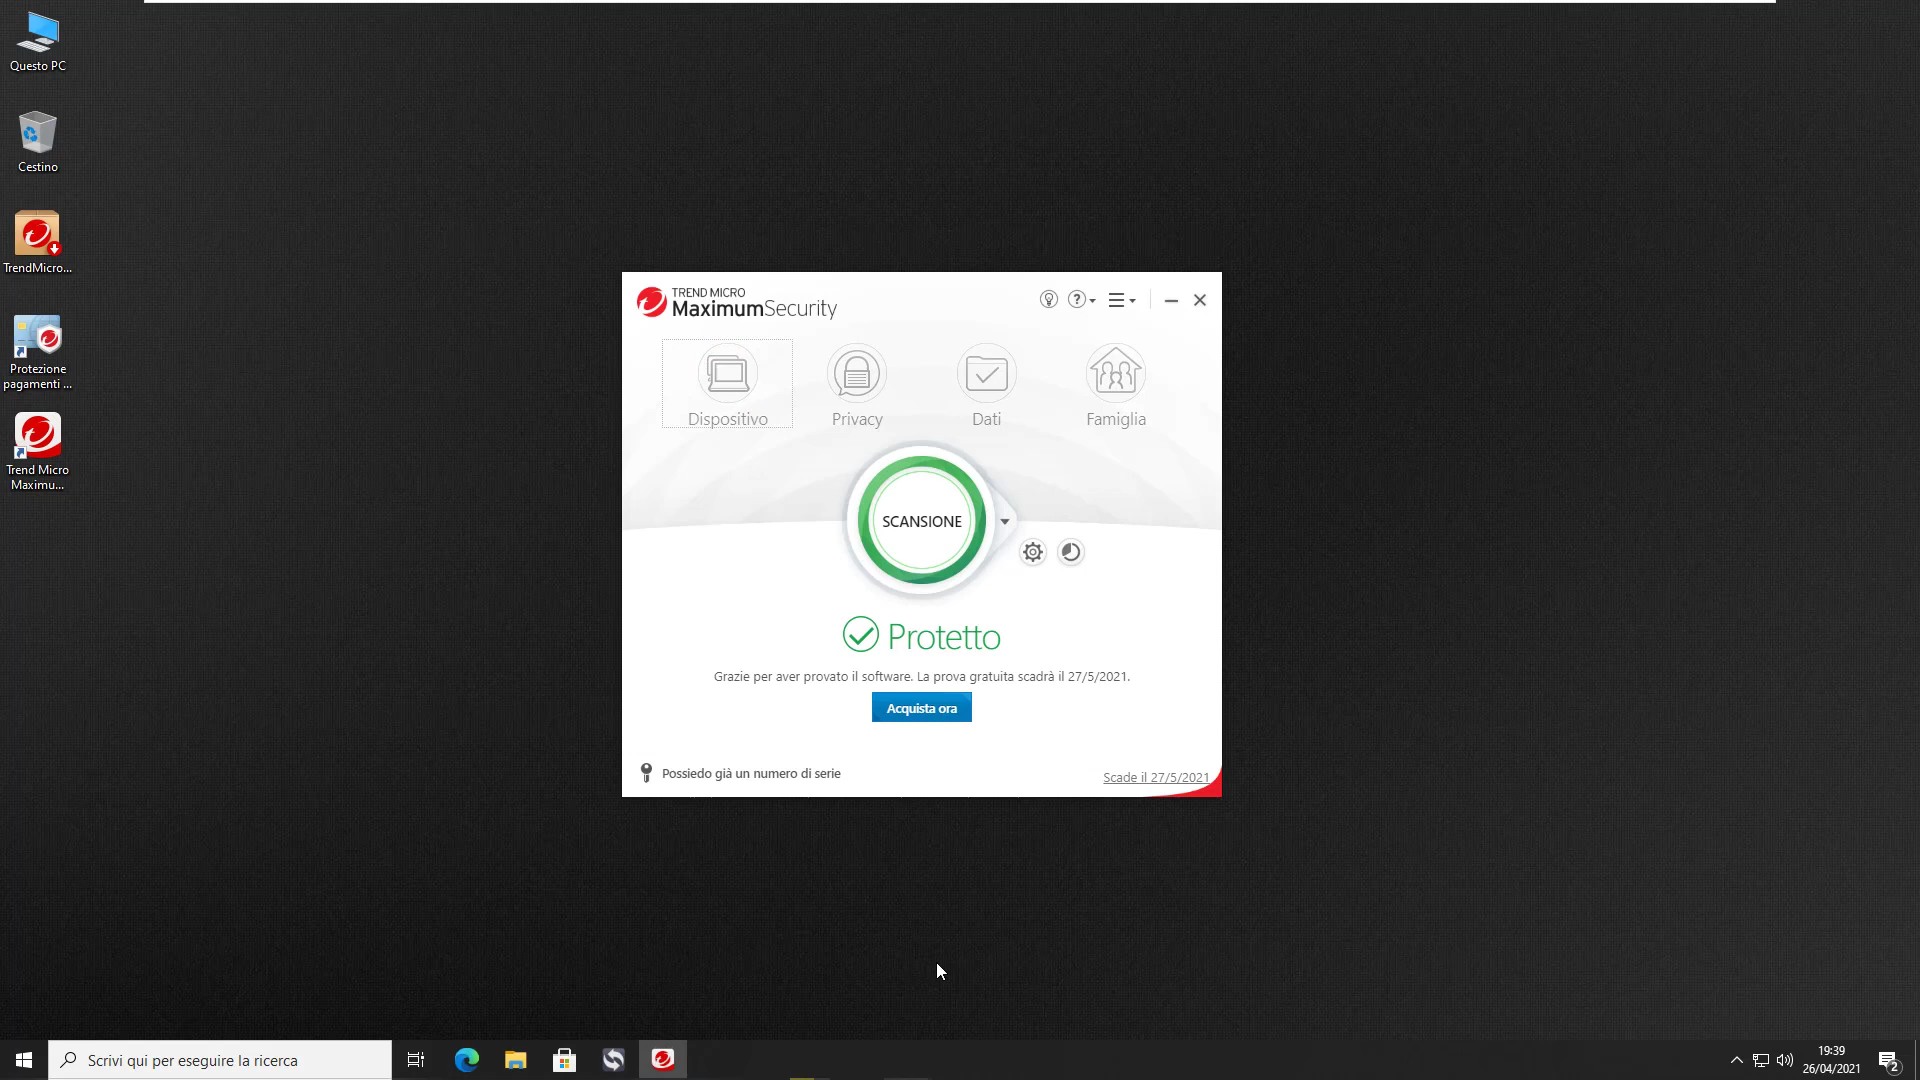 Questo PC
Cestino
TrendMicro...
Protezione
pagamenti ...
Trend Micro
Maximu...
TREND MICRO
MaximumSecurity
?
Dispositivo
Privacy
Dati
Famiglia
SCANSIONE
Protetto
Grazie per aver provato il software. La prova gratuita scadrà il 27/5/2021.
Acquista ora
Possiedo già un numero di serie
Scade il 27/5/2021
Scrivi qui per eseguire la ricerca
19:39
26/04/2021
2